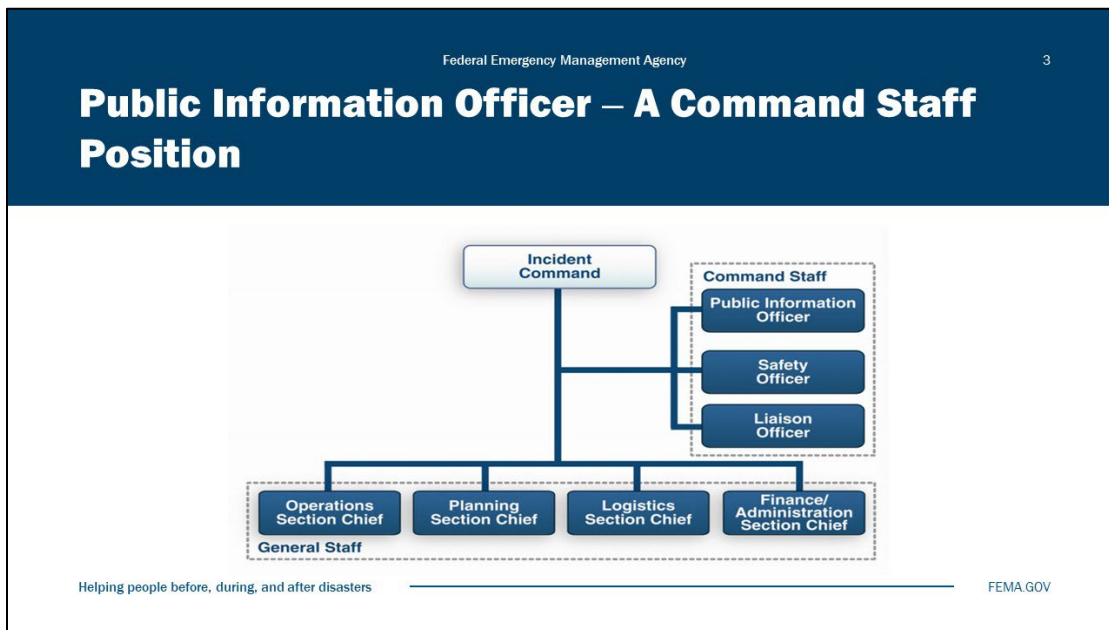 Federal Emergency Management Agency
3
Public Information Officer – A Command Staff
Position
Incident
Command
Command Staff
Public Information
Officer
Safety
Officer
Liaison
Officer
Operations
Section Chief
Planning
Section Chief
Logistics
Section Chief
Finance/
Administration
Section Chief
General Staff
Helping people before, during, and after disasters
FEMA.GOV